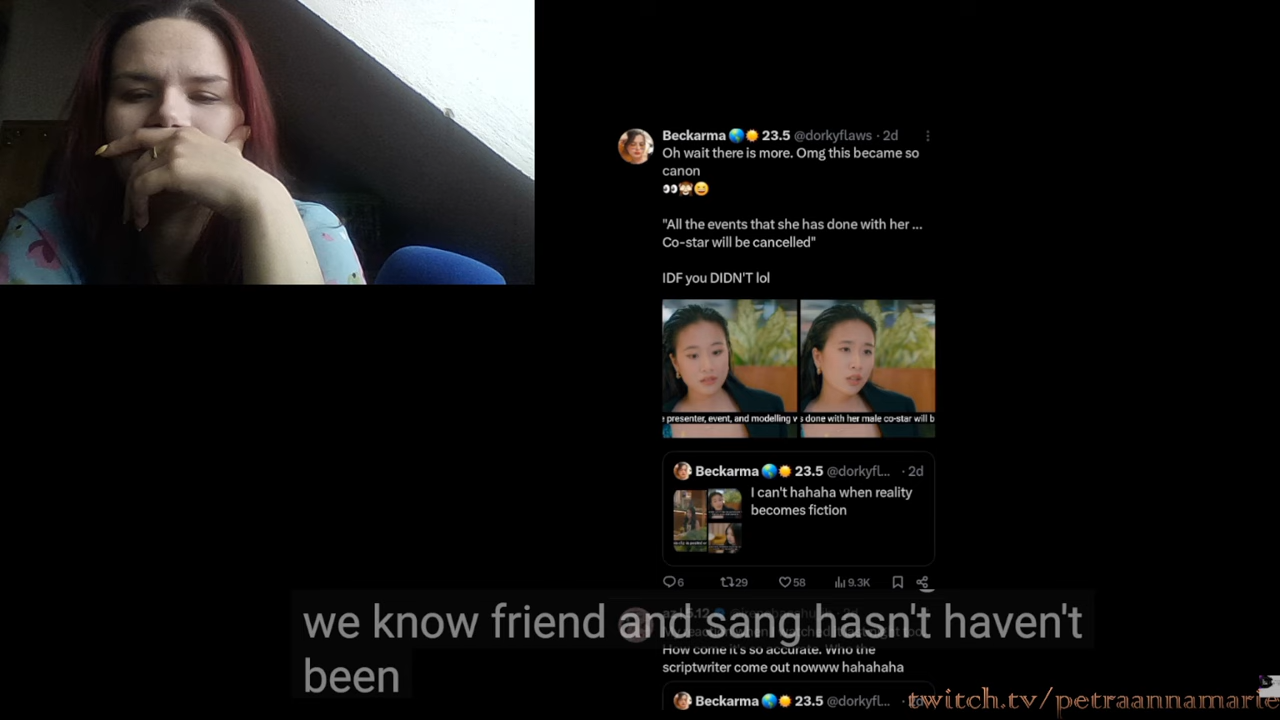 Beckarma 🌎☀️ 23.5 @dorkyflaws · 2d
Oh wait there is more. Omg this became so
canon
"All the events that she has done with her ...
Co-star will be cancelled"
IDF you DIDN'T lol
e presenter, event, and modelling v
s done with her male co-star will b
Beckarma 🌎☀️ 23.5 @dorkyfl... · 2d
I can't hahaha when reality
becomes fiction
6 29 58 9.3K
we know friend and sang hasn't haven't
been
How come it's so accurate. Who the
scriptwriter come out nowww hahahaha
Beckarma 🌎☀️ 23.5 @dorkyfl...
twitch.tv/petraannamarie